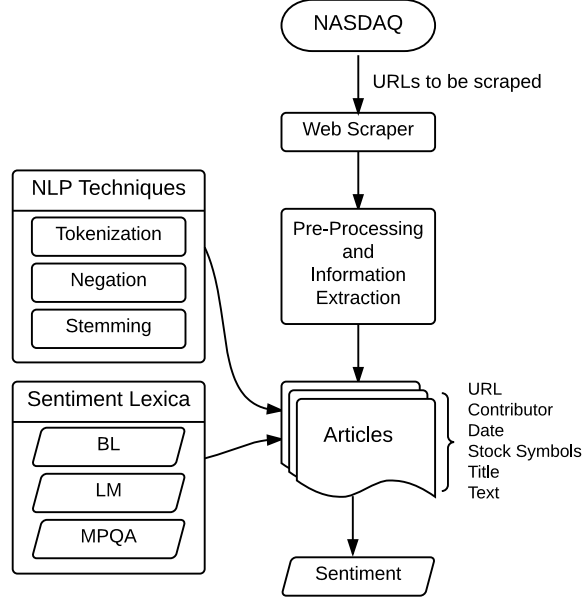 NASDAQ
URLs to be scraped
Web Scraper
Pre-Processing
and
Information
Extraction
NLP Techniques
Tokenization
Negation
Stemming
Sentiment Lexica
BL
LM
MPQA
Articles
URL
Contributor
Date
Stock Symbols
Title
Text
Sentiment